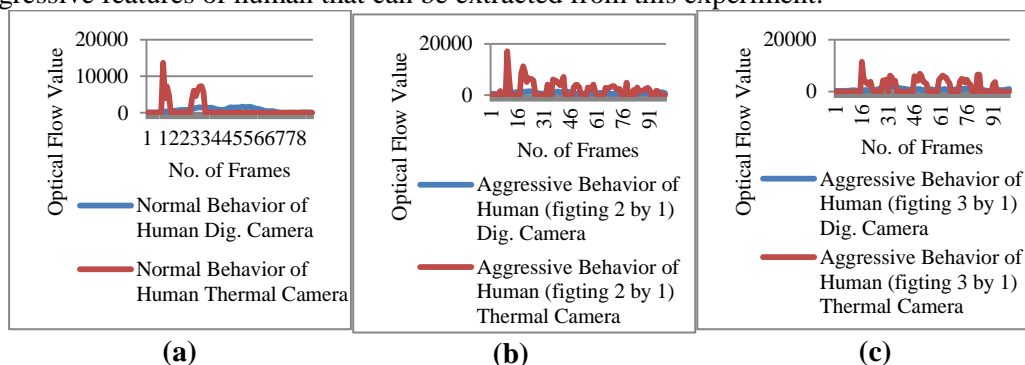 gressive features of human that can be extracted from this experiment.
Optical Flow Value
20000
10000
0
1 12233445566778
No. of Frames
Normal Behavior of
Human Dig. Camera
Normal Behavior of
Human Thermal Camera
(a)
Optical Flow Value
20000
0
1 16 31 46 61 76 91
No. of Frames
Aggressive Behavior of
Human (figting 2 by 1)
Dig. Camera
Aggressive Behavior of
Human (figting 2 by 1)
Thermal Camera
(b)
Optical Flow Value
20000
0
1 16 31 46 61 76 91
No. of Frames
Aggressive Behavior of
Human (figting 3 by 1)
Dig. Camera
Aggressive Behavior of
Human (figting 3 by 1)
Thermal Camera
(c)